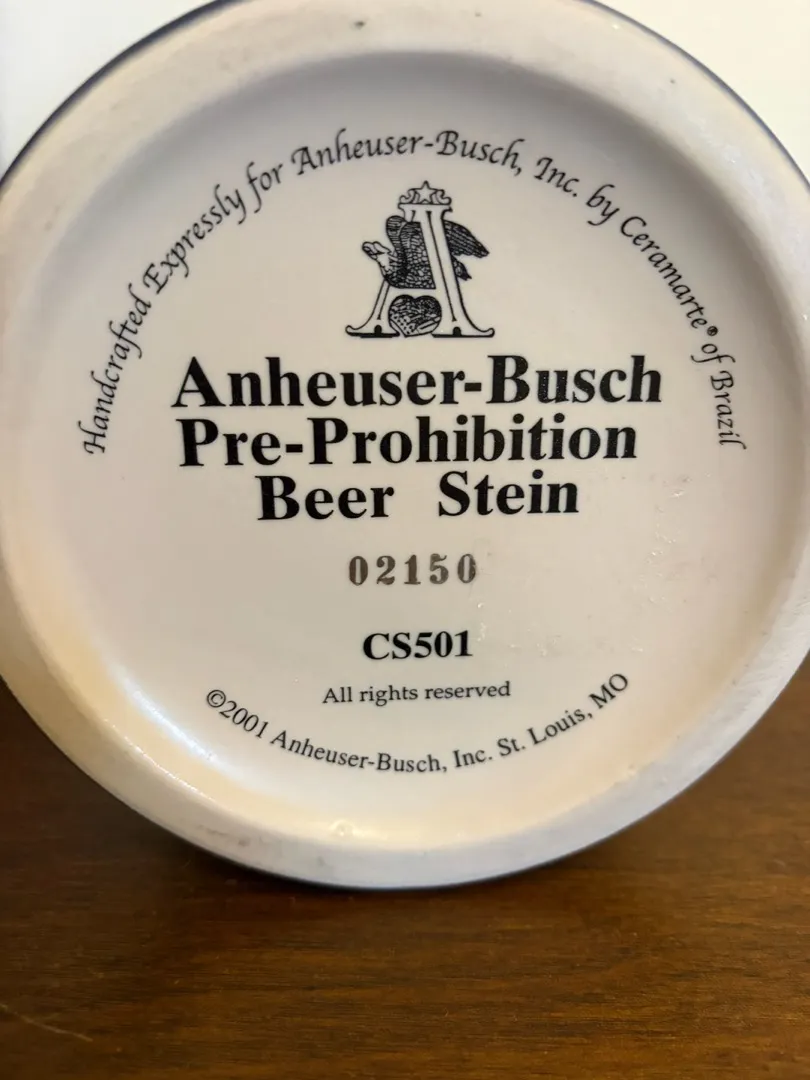 Handcrafted Expressly for Anheuser-Busch, Inc. by Ceramarte® of Brazil
A
Anheuser-Busch
Pre-Prohibition
Beer Stein
02150
CS501
All rights reserved
©2001 Anheuser-Busch, Inc. St. Louis, MO